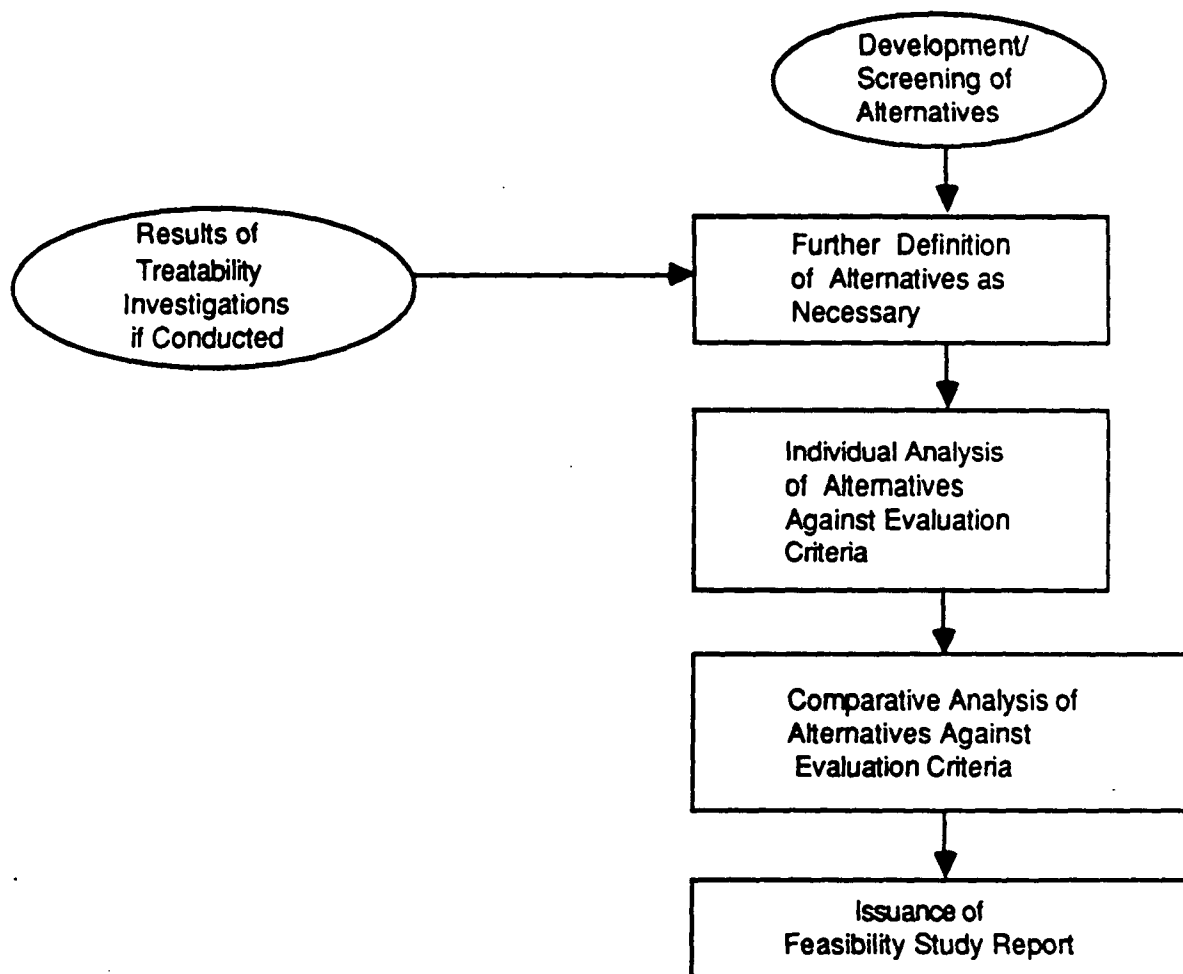 Development/
Screening of
Alternatives
Results of
Treatability
Investigations
if Conducted
Further Definition
of Alternatives as
Necessary
Individual Analysis
of Alternatives
Against Evaluation
Criteria
Comparative Analysis of
Alternatives Against
Evaluation Criteria
Issuance of
Feasibility Study Report